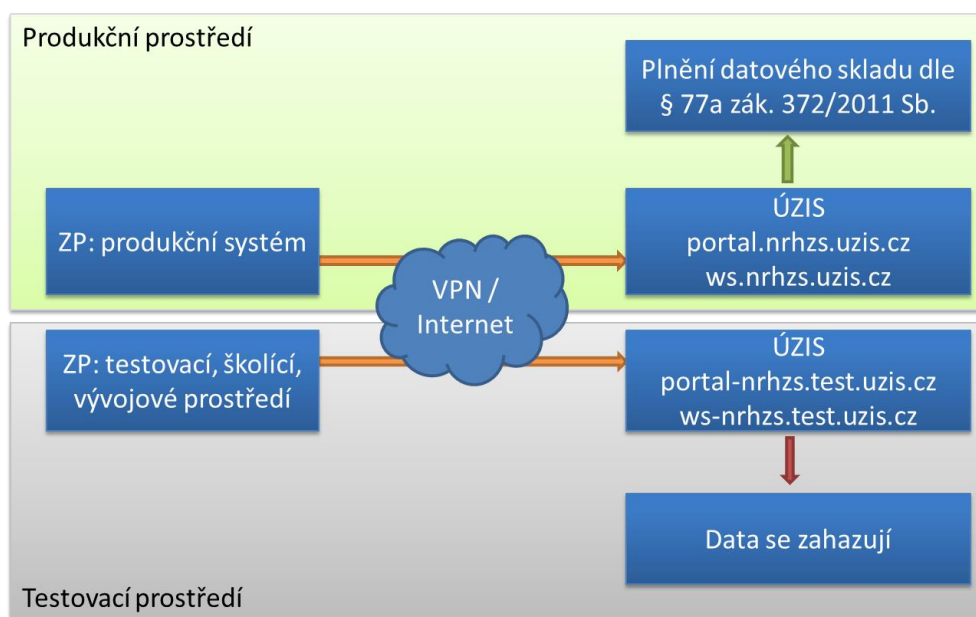 Produkční prostředí
Plnění datového skladu dle
§ 77a zák. 372/2011 Sb.
ZP: produkční systém
ÚZIS
portal.nrhzs.uzis.cz
ws.nrhzs.uzis.cz
VPN /
Internet
ZP: testovací, školící,
vývojové prostředí
ÚZIS
portal-nrhzs.test.uzis.cz
ws-nrhzs.test.uzis.cz
Data se zahazují
Testovací prostředí